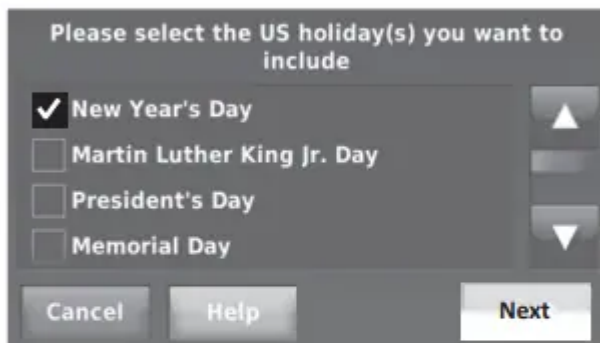 Please select the US holiday(s) you want to
include
New Year's Day
Martin Luther King Jr. Day
President's Day
Memorial Day
Cancel
Help
Next